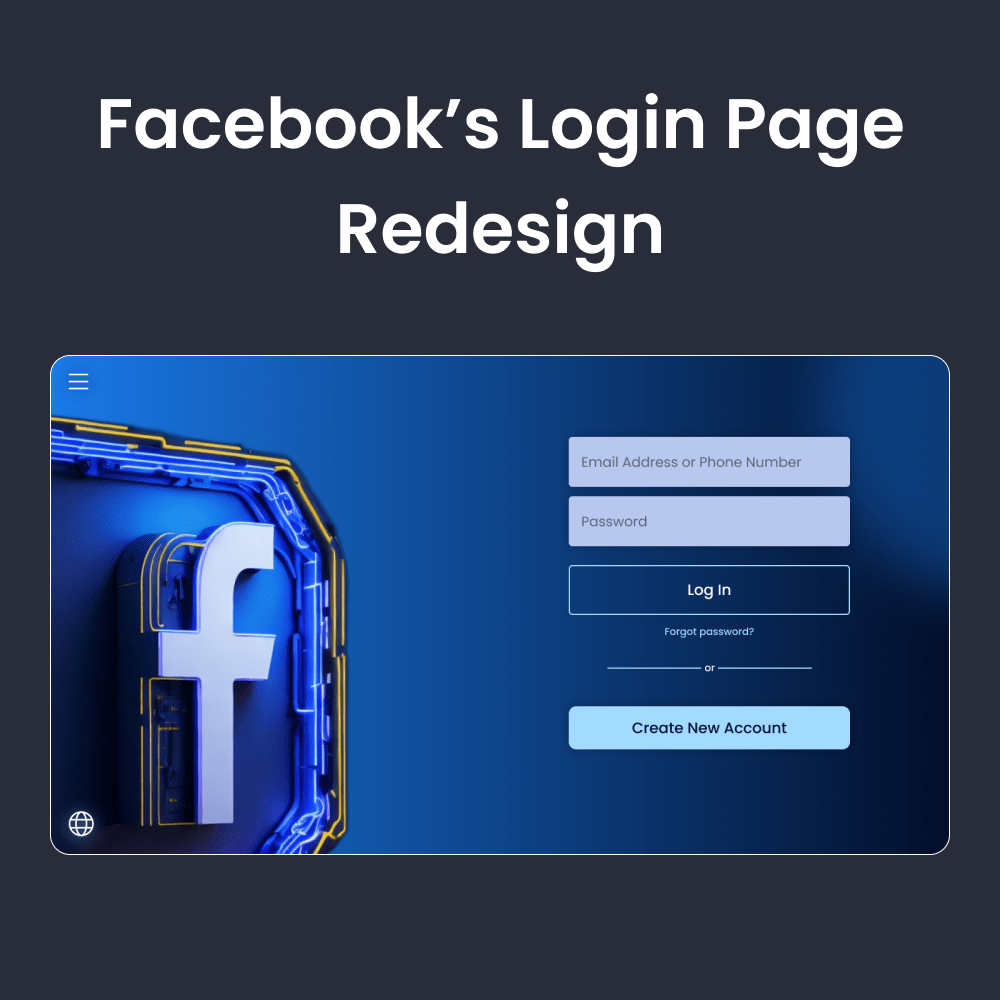 Facebook’s Login Page
Redesign
Email Address or Phone Number
Password
Log In
Forgot password?
or
Create New Account
f